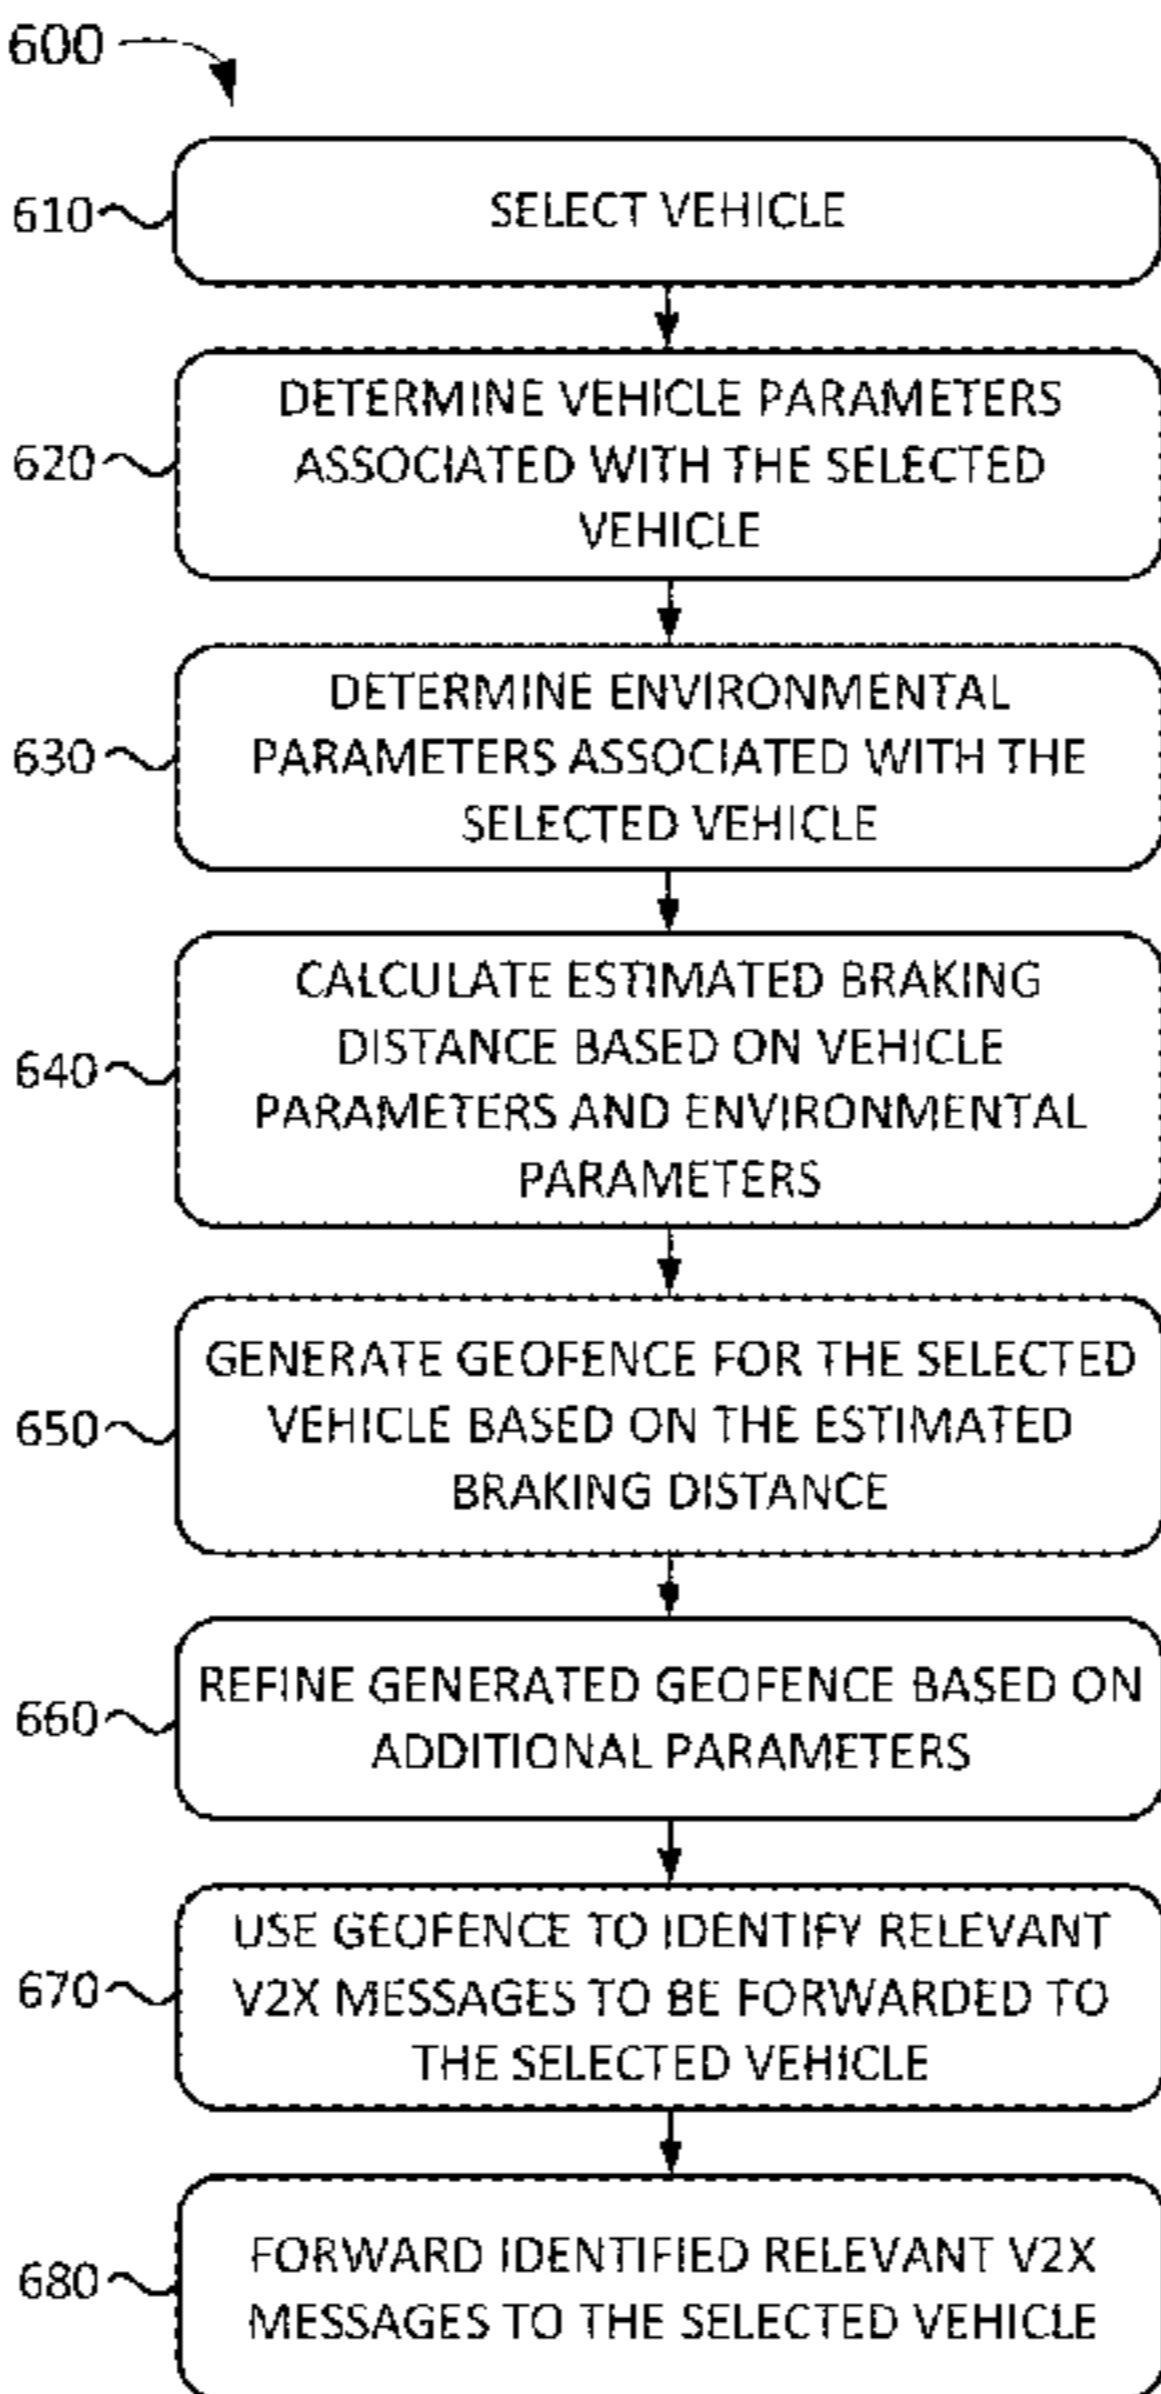 600
610
SELECT VEHICLE
620
DETERMINE VEHICLE PARAMETERS
ASSOCIATED WITH THE SELECTED
VEHICLE
630
DETERMINE ENVIRONMENTAL
PARAMETERS ASSOCIATED WITH THE
SELECTED VEHICLE
640
CALCULATE ESTIMATED BRAKING
DISTANCE BASED ON VEHICLE
PARAMETERS AND ENVIRONMENTAL
PARAMETERS
650
GENERATE GEOFENCE FOR THE SELECTED
VEHICLE BASED ON THE ESTIMATED
BRAKING DISTANCE
660
REFINE GENERATED GEOFENCE BASED ON
ADDITIONAL PARAMETERS
670
USE GEOFENCE TO IDENTIFY RELEVANT
V2X MESSAGES TO BE FORWARDED TO
THE SELECTED VEHICLE
680
FORWARD IDENTIFIED RELEVANT V2X
MESSAGES TO THE SELECTED VEHICLE